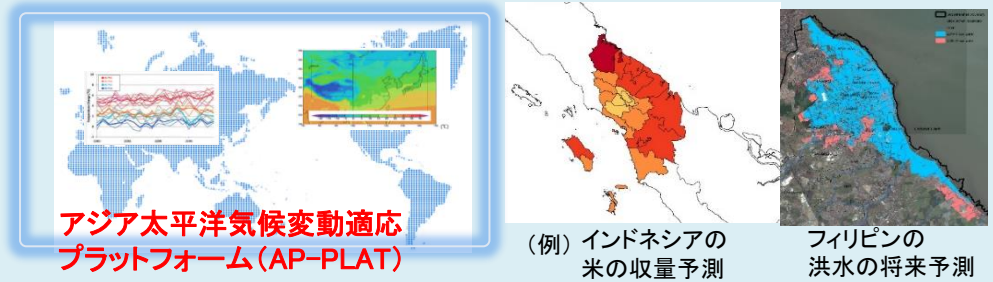 アジア太平洋気候変動適応
プラットフォーム（AP-PLAT）
（例）インドネシアの
米の収量予測
フィリピンの
洪水の将来予測